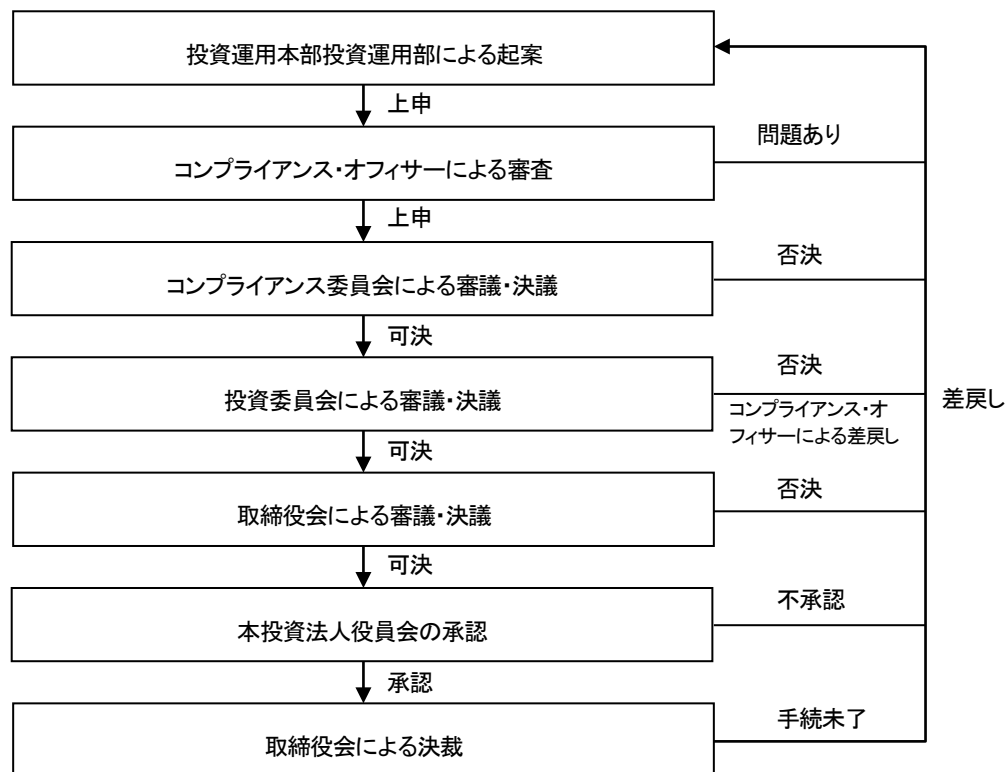 投資運用本部投資運用部による起案
上申
問題あり
コンプライアンス・オフィサーによる審査
上申
否決
コンプライアンス委員会による審議・決議
可決
否決
投資委員会による審議・決議
コンプライアンス・オ
フィサーによる差戻し
差戻し
可決
否決
取締役会による審議・決議
可決
不承認
本投資法人役員会の承認
承認
手続未了
取締役会による決裁